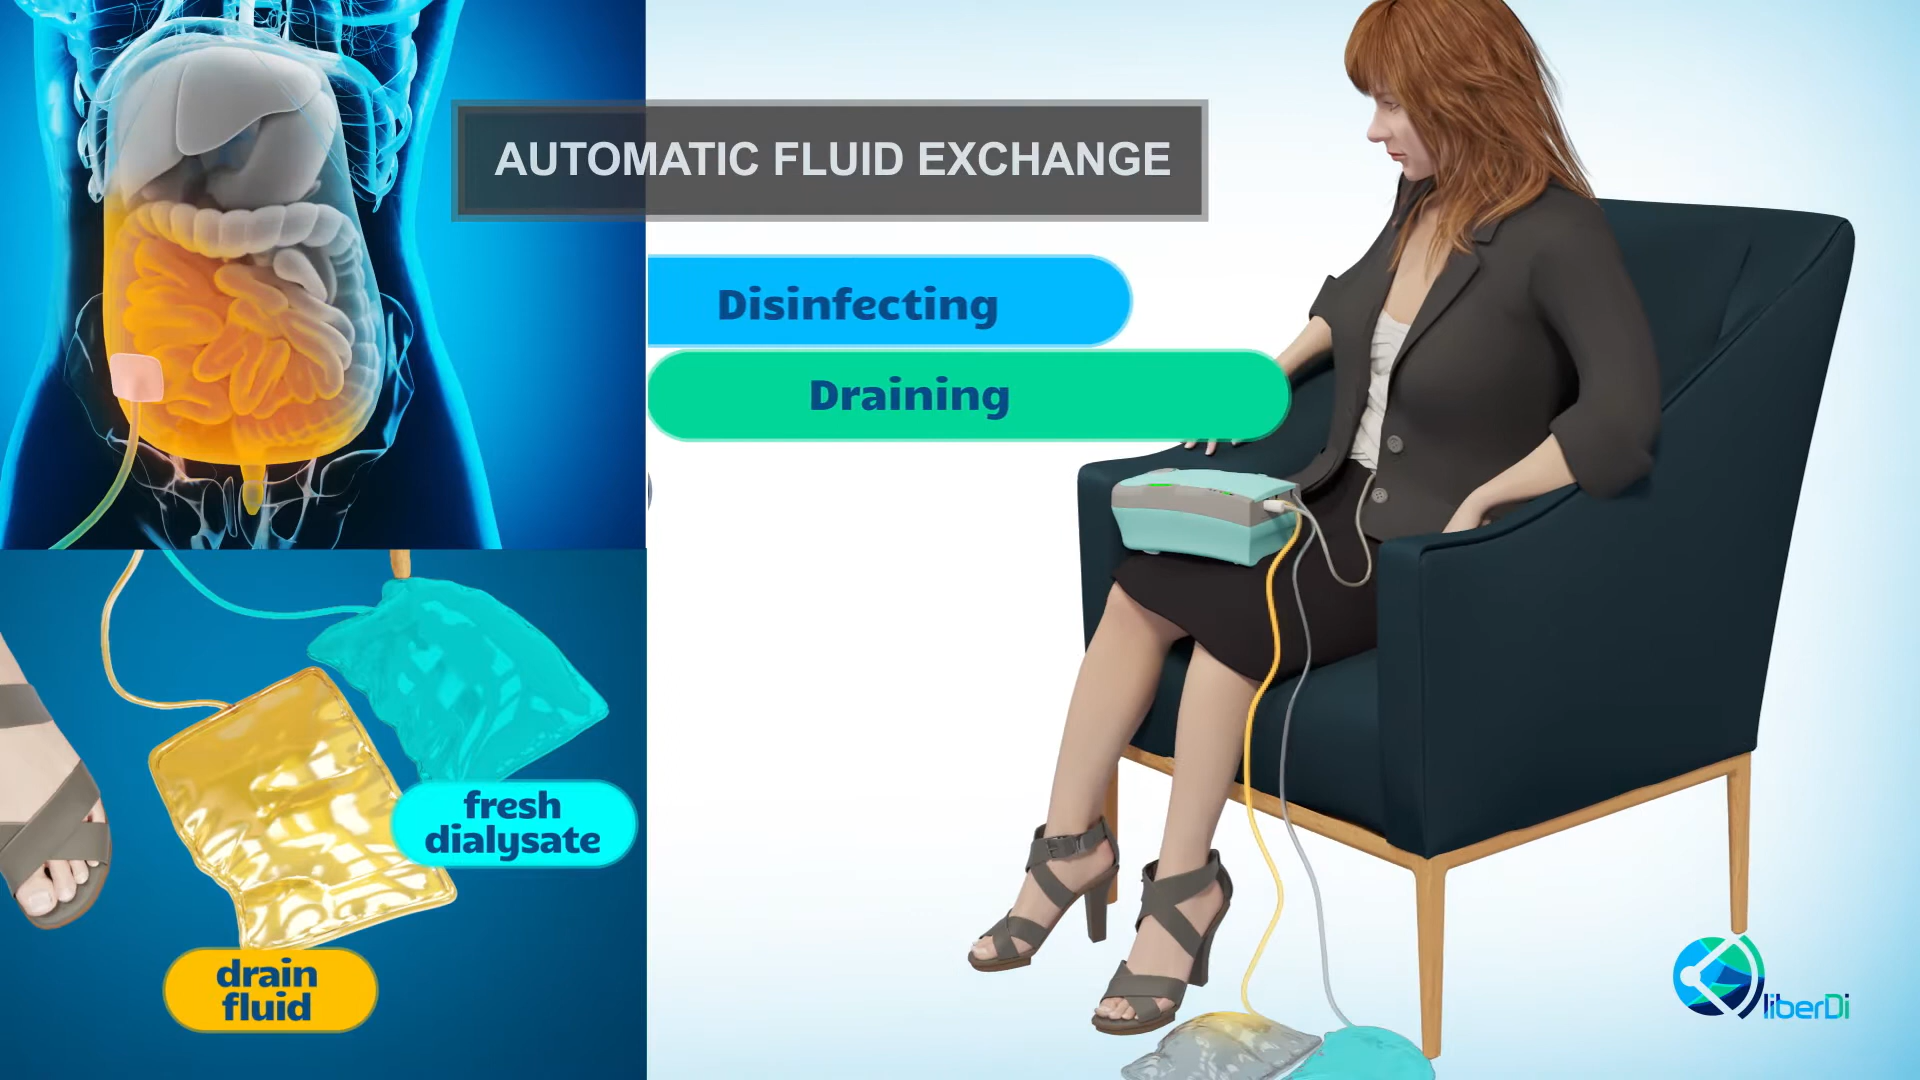 AUTOMATIC FLUID EXCHANGE
Disinfecting
Draining
fresh
dialysate
drain
fluid
liberDi